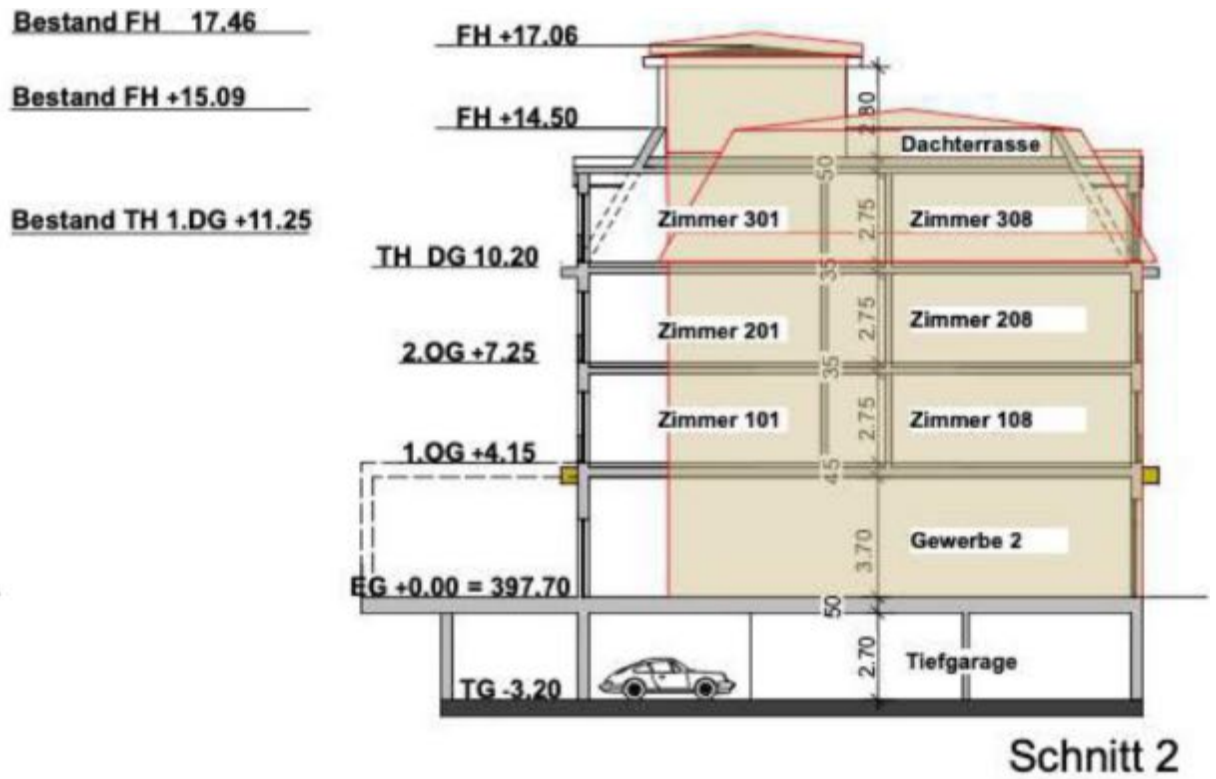 Bestand FH 17.46
FH +17.06
Bestand FH +15.09
2.80
FH +14.50
Dachterrasse
50
Bestand TH 1.DG +11.25
Zimmer 301
2.75
Zimmer 308
TH DG 10.20
35
Zimmer 201
2.75
Zimmer 208
2.OG +7.25
35
Zimmer 101
2.75
Zimmer 108
1.OG +4.15
45
Gewerbe 2
3.70
EG +0.00 = 397.70
50
2.70
Tiefgarage
TG -3.20
Schnitt 2